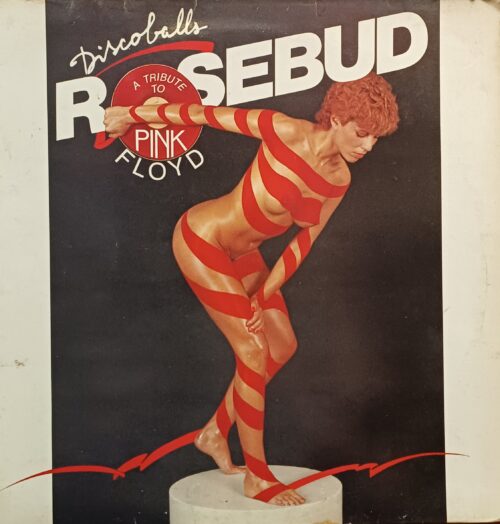 Discoballs
ROSEBUD
A TRIBUTE
TO
PINK
FLOYD